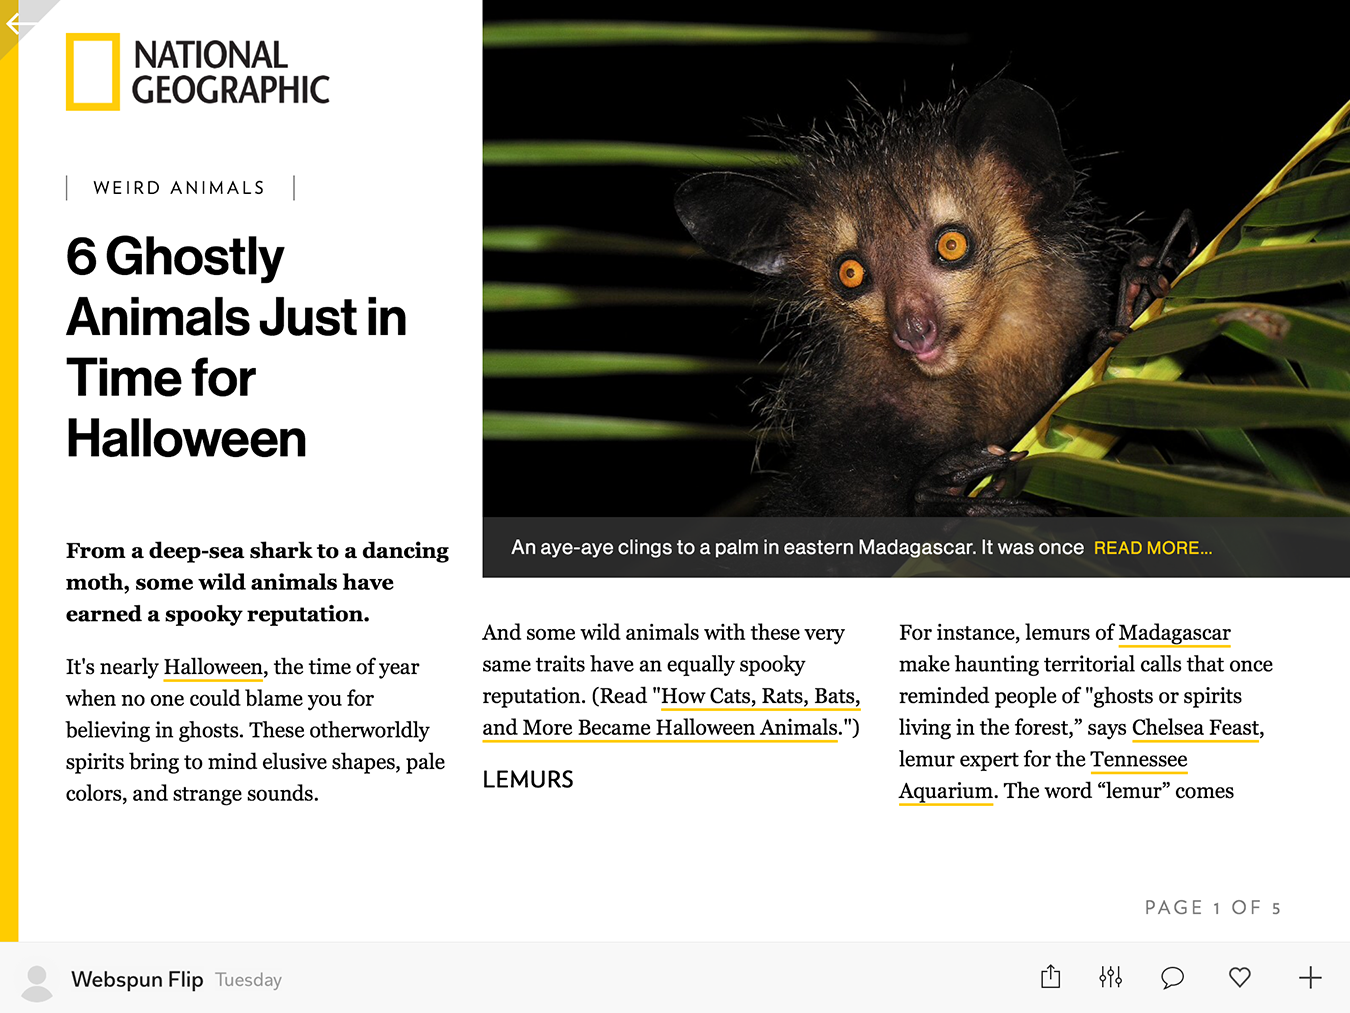 NATIONAL
GEOGRAPHIC
WEIRD ANIMALS
6 Ghostly
Animals Just in
Time for
Halloween
From a deep-sea shark to a dancing
moth, some wild animals have
earned a spooky reputation.
It's nearly Halloween, the time of year
when no one could blame you for
believing in ghosts. These otherworldly
spirits bring to mind elusive shapes, pale
colors, and strange sounds.
An aye-aye clings to a palm in eastern Madagascar. It was once READ MORE...
And some wild animals with these very
same traits have an equally spooky
reputation. (Read "How Cats, Rats, Bats,
and More Became Halloween Animals.")
LEMURS
For instance, lemurs of Madagascar
make haunting territorial calls that once
reminded people of "ghosts or spirits
living in the forest,” says Chelsea Feast,
lemur expert for the Tennessee
Aquarium. The word “lemur” comes
PAGE 1 OF 5
Webspun Flip Tuesday